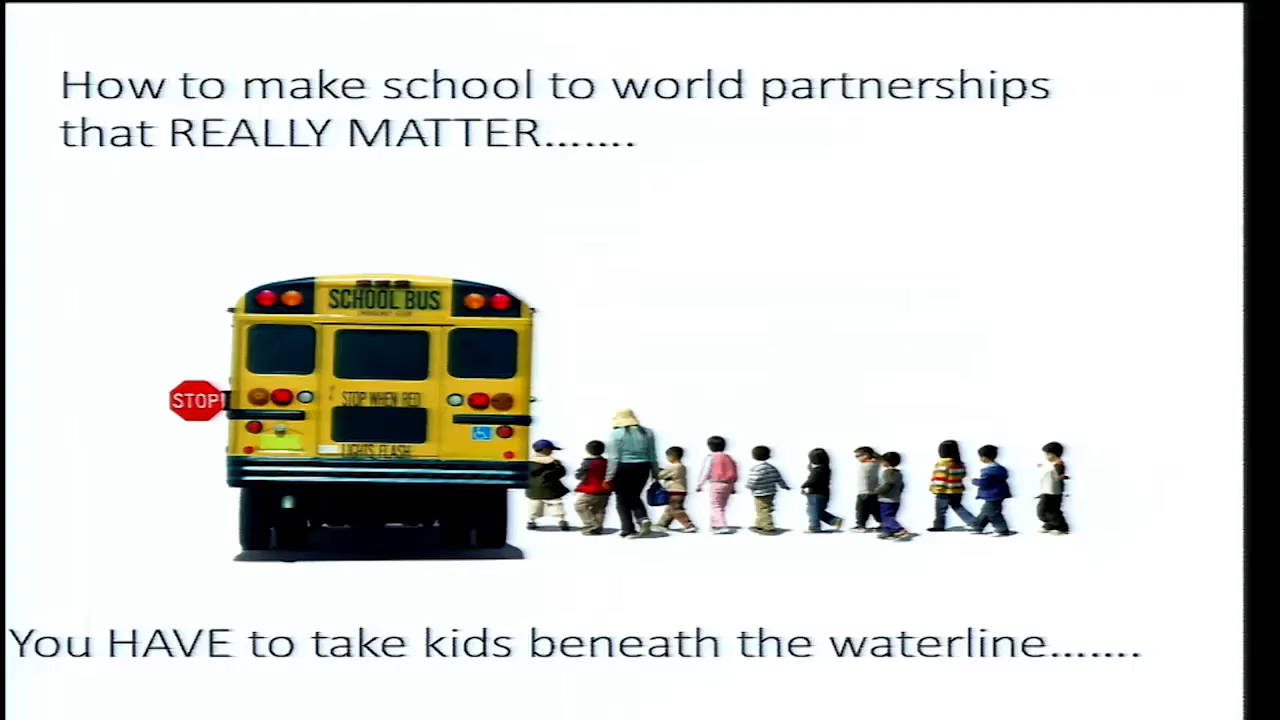 How to make school to world partnerships
that REALLY MATTER.......
SCHOOL BUS
STOP WHEN RED
STOP
LIGHTS FLASH
You HAVE to take kids beneath the waterline.......